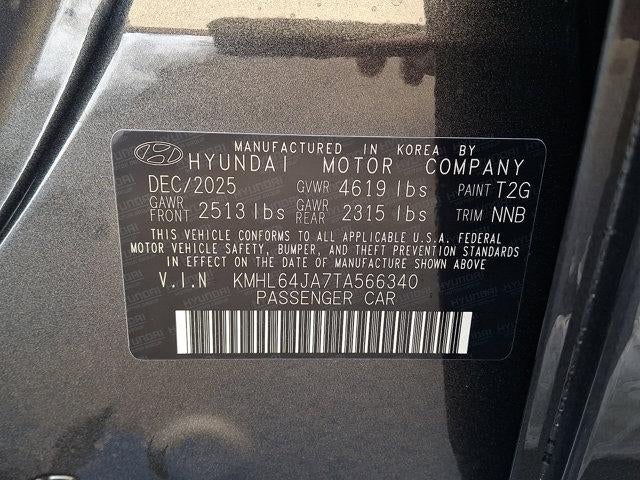 MANUFACTURED IN KOREA BY
HYUNDAI MOTOR COMPANY
DEC/2025 GVWR 4619 lbs PAINT T2G
GAWR FRONT 2513 lbs GAWR REAR 2315 lbs TRIM NNB
THIS VEHICLE CONFORMS TO ALL APPLICABLE U.S.A. FEDERAL
MOTOR VEHICLE SAFETY, BUMPER, AND THEFT PREVENTION STANDARDS
IN EFFECT ON THE DATE OF MANUFACTURE SHOWN ABOVE
V.I.N KMHL64JA7TA566340
PASSENGER CAR